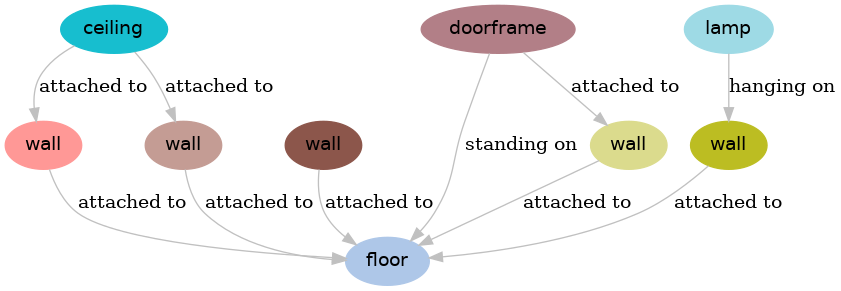 ceiling
doorframe
lamp
attached to
attached to
attached to
hanging on
wall
wall
wall
standing on
wall
wall
attached to
attached to
attached to
attached to
attached to
floor